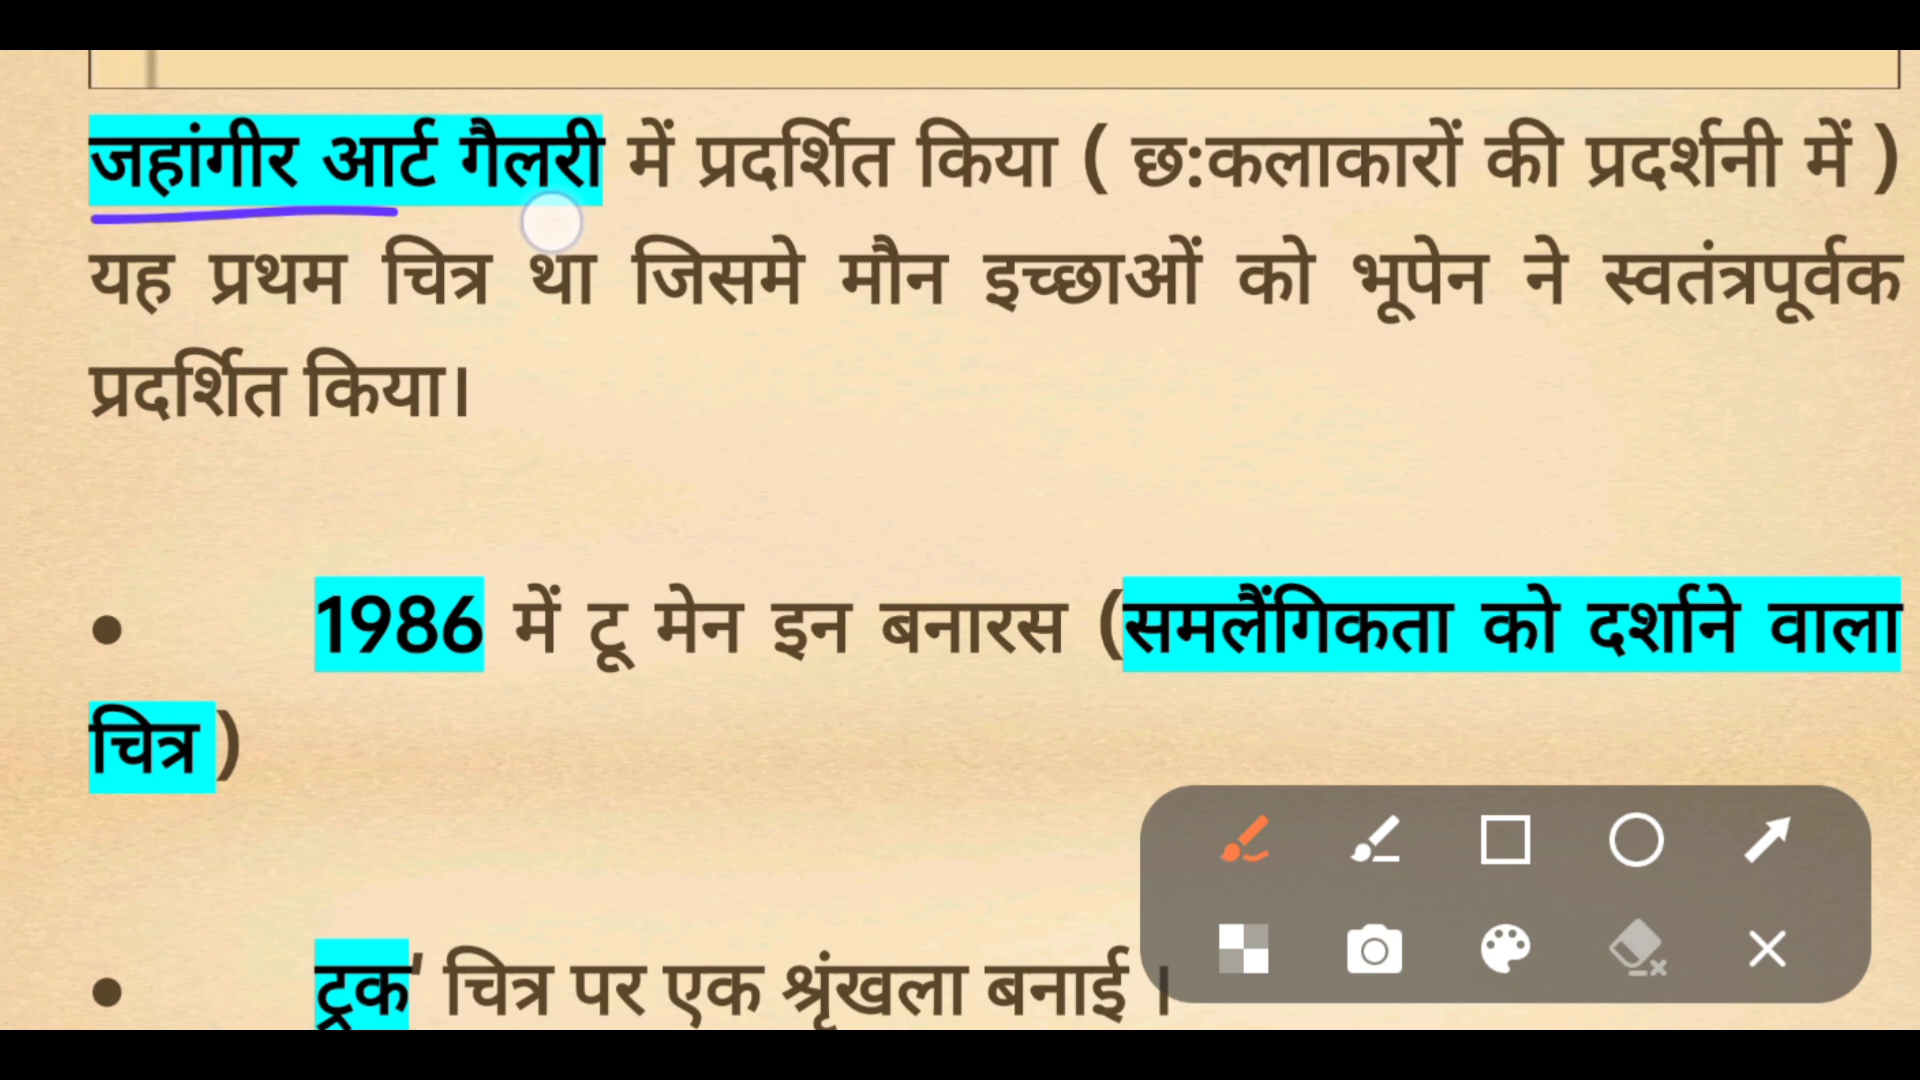 जहांगीर आर्ट गैलरी में प्रदर्शित किया ( छ:कलाकारों की प्रदर्शनी में )
यह प्रथम चित्र था जिसमे मौन इच्छाओं को भूपेन ने स्वतंत्रपूर्वक
प्रदर्शित किया।
• 1986 में टू मेन इन बनारस (समलैंगिकता को दर्शाने वाला
चित्र )
• ट्रक' चित्र पर एक श्रृंखला बनाई ।